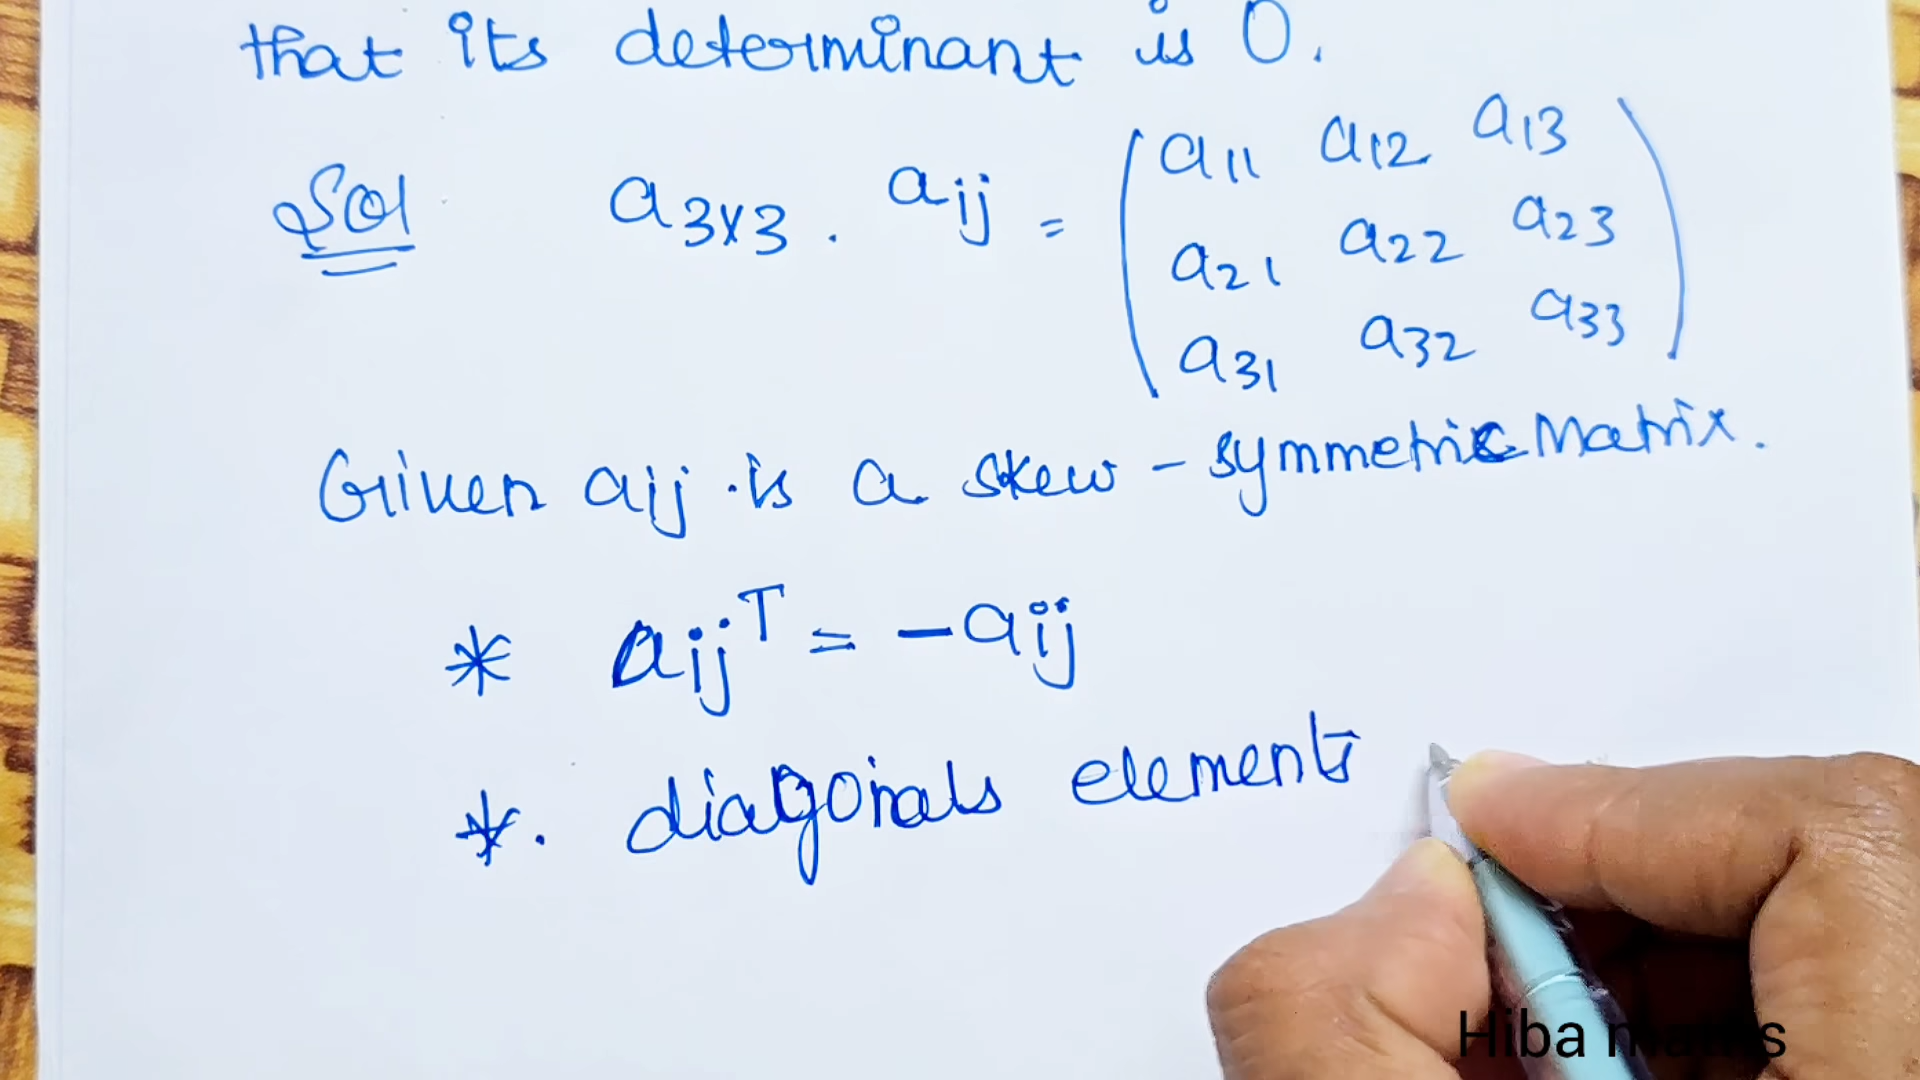 that its determinant is 0.
Sol a3x3. aij = ( a11 a12 a13
a21 a22 a23
a31 a32 a33 )
Given aij is a skew - symmetric Matrix.
* aij^T = -aij
*. diagonals elements
Hiba maths